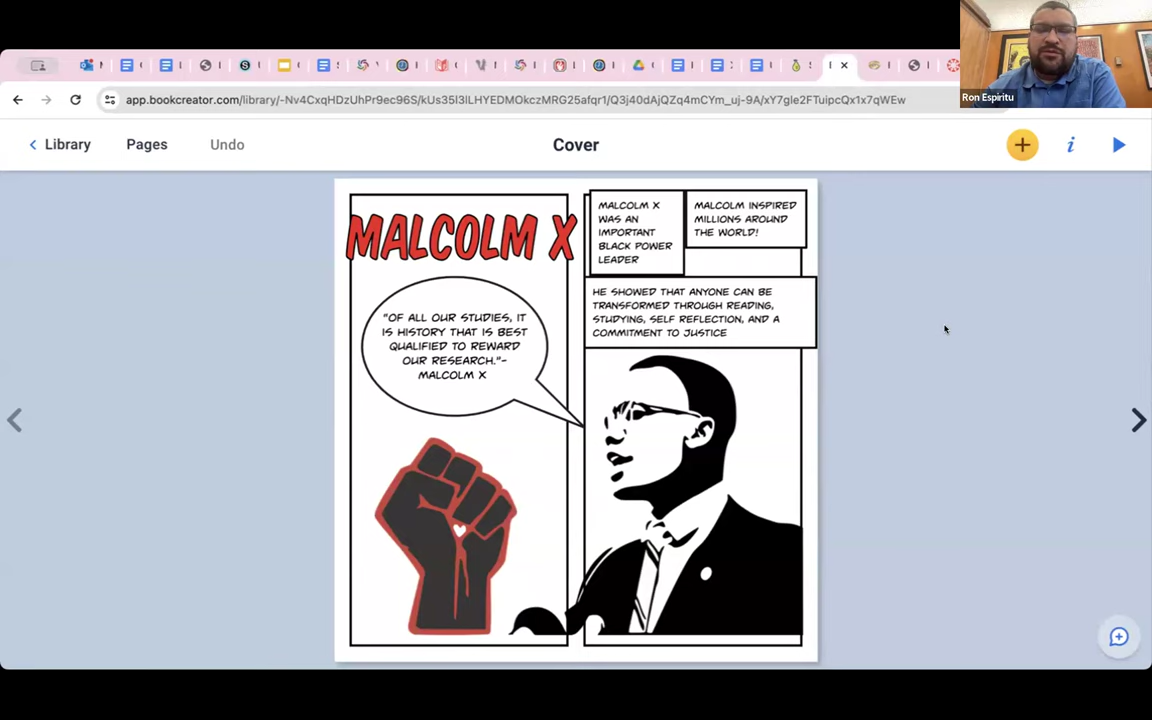 app.bookcreator.com/library/-Nv4CxqHDzUhPr9ec96S/kUs35I3lLHYEDMOkczMRG25afqr1/Q3j40dAjQZq4mCYm_uj-9A/xY7gle2FTuipcQx1x7qWEw
Ron Espiritu
Library
Pages
Undo
Cover
MALCOLM X
"OF ALL OUR STUDIES, IT
IS HISTORY THAT IS BEST
QUALIFIED TO REWARD
OUR RESEARCH."-
MALCOLM X
MALCOLM X
WAS AN
IMPORTANT
BLACK POWER
LEADER
MALCOLM INSPIRED
MILLIONS AROUND
THE WORLD!
HE SHOWED THAT ANYONE CAN BE
TRANSFORMED THROUGH READING,
STUDYING, SELF REFLECTION, AND A
COMMITMENT TO JUSTICE